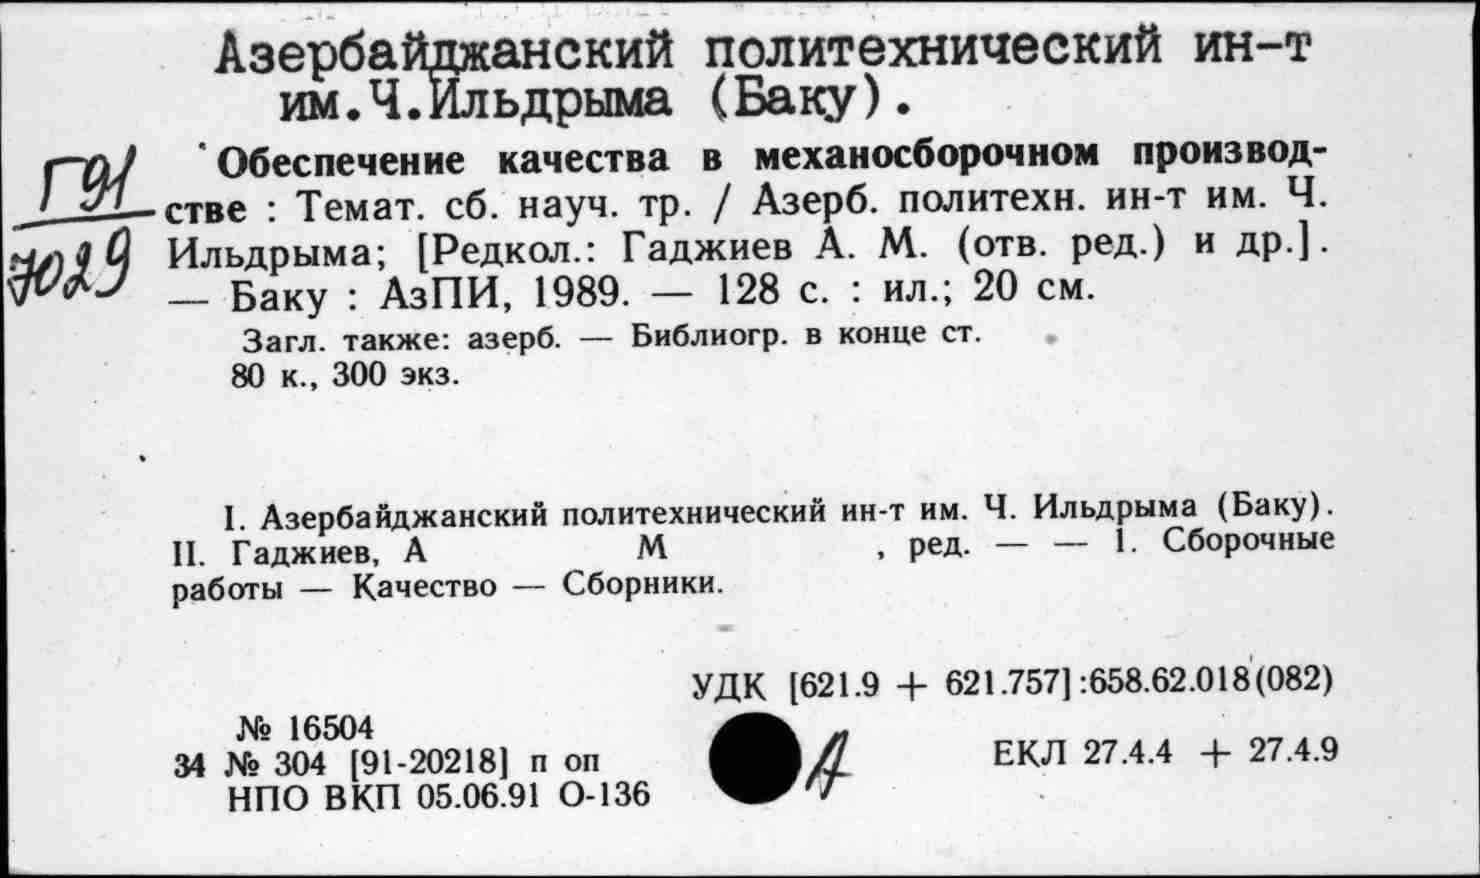 Азербайджанский политехнический ин-т
им.Ч.Ильдрыма (Баку).
Г91
7029
Обеспечение качества в механосборочном производ-
стве : Темат. сб. науч. тр. / Азерб. политехн. ин-т им. Ч.
Ильдрыма; [Редкол.: Гаджиев А. М. (отв. ред.) и др.].
— Баку : АзПИ, 1989. — 128 с. : ил.; 20 см.
Загл. также: азерб. — Библиогр. в конце ст.
80 к., 300 экз.
I. Азербайджанский политехнический ин-т им. Ч. Ильдрыма (Баку).
II. Гаджиев, А М , ред. — — 1. Сборочные
работы — Качество — Сборники.
УДК [621.9 + 621.757]:658.62.018(082)
№ 16504
34 № 304 [91-20218] п оп
НПО ВКП 05.06.91 О-136
ЕКЛ 27.4.4 + 27.4.9